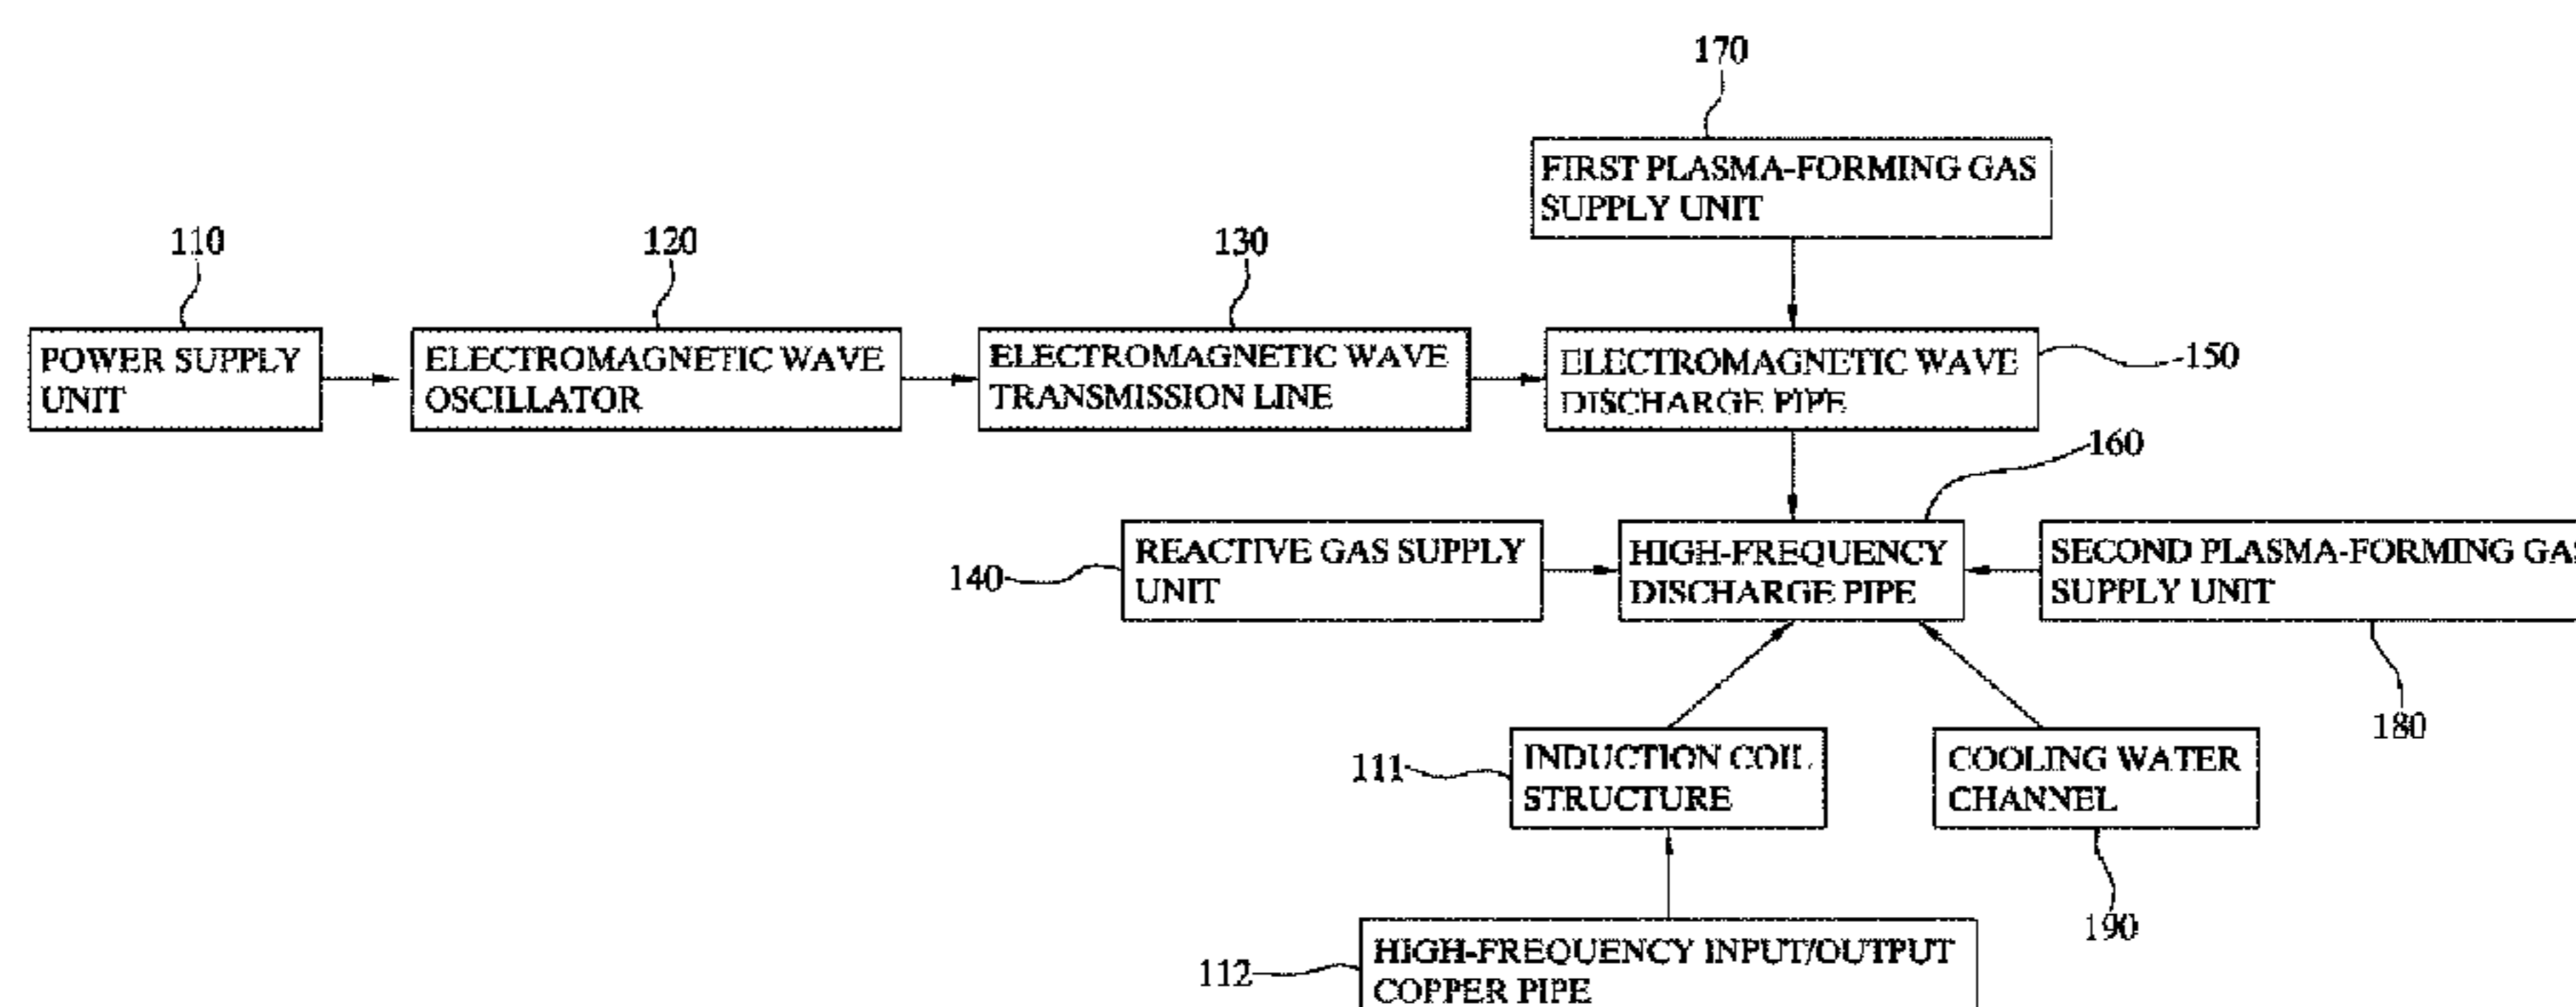 170
FIRST PLASMA-FORMING GAS
SUPPLY UNIT
110
120
130
POWER SUPPLY
UNIT
ELECTROMAGNETIC WAVE
OSCILLATOR
ELECTROMAGNETIC WAVE
TRANSMISSION LINE
ELECTROMAGNETIC WAVE
DISCHARGE PIPE
150
160
140
REACTIVE GAS SUPPLY
UNIT
HIGH-FREQUENCY
DISCHARGE PIPE
SECOND PLASMA-FORMING GAS
SUPPLY UNIT
180
111
INDUCTION COIL
STRUCTURE
COOLING WATER
CHANNEL
190
112
HIGH-FREQUENCY INPUT/OUTPUT
COPPER PIPE